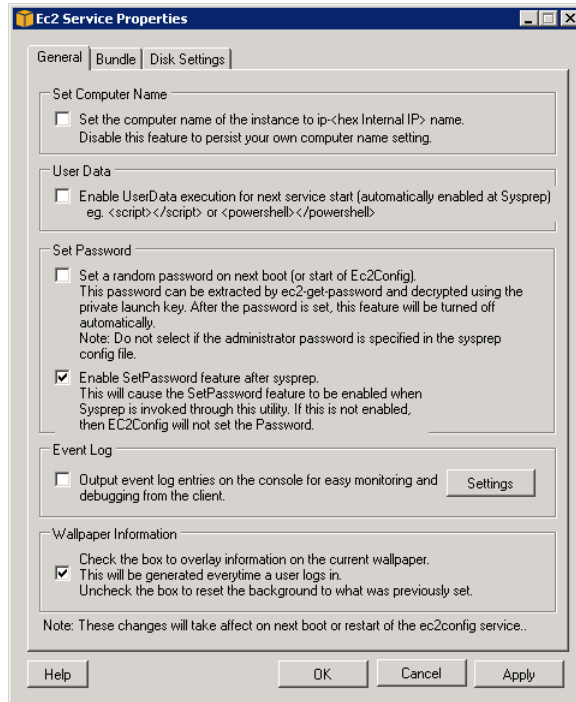 Ec2 Service Properties
General Bundle Disk Settings
Set Computer Name
Set the computer name of the instance to ip-<hex Internal IP> name.
Disable this feature to persist your own computer name setting.
User Data
Enable UserData execution for next service start (automatically enabled at Sysprep)
eg. <script></script> or <powershell></powershell>
Set Password
Set a random password on next boot (or start of Ec2Config).
This password can be extracted by ec2-get-password and decrypted using the
private launch key. After the password is set, this feature will be turned off
automatically.
Note: Do not select if the administrator password is specified in the sysprep
config file.
Enable SetPassword feature after sysprep.
This will cause the SetPassword feature to be enabled when
Sysprep is invoked through this utility. If this is not enabled,
then EC2Config will not set the Password.
Event Log
Output event log entries on the console for easy monitoring and
debugging from the client.
Settings
Wallpaper Information
Check the box to overlay information on the current wallpaper.
This will be generated everytime a user logs in.
Uncheck the box to reset the background to what was previously set.
Note: These changes will take affect on next boot or restart of the ec2config service..
Help OK Cancel Apply